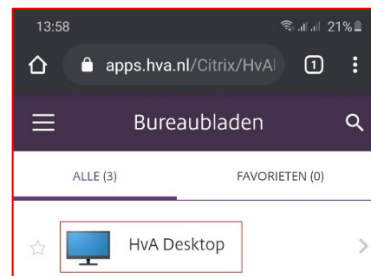 13:58 21%
apps.hva.nl/Citrix/HvA 1
Bureaubladen
ALLE (3) FAVORIETEN (0)
HvA Desktop